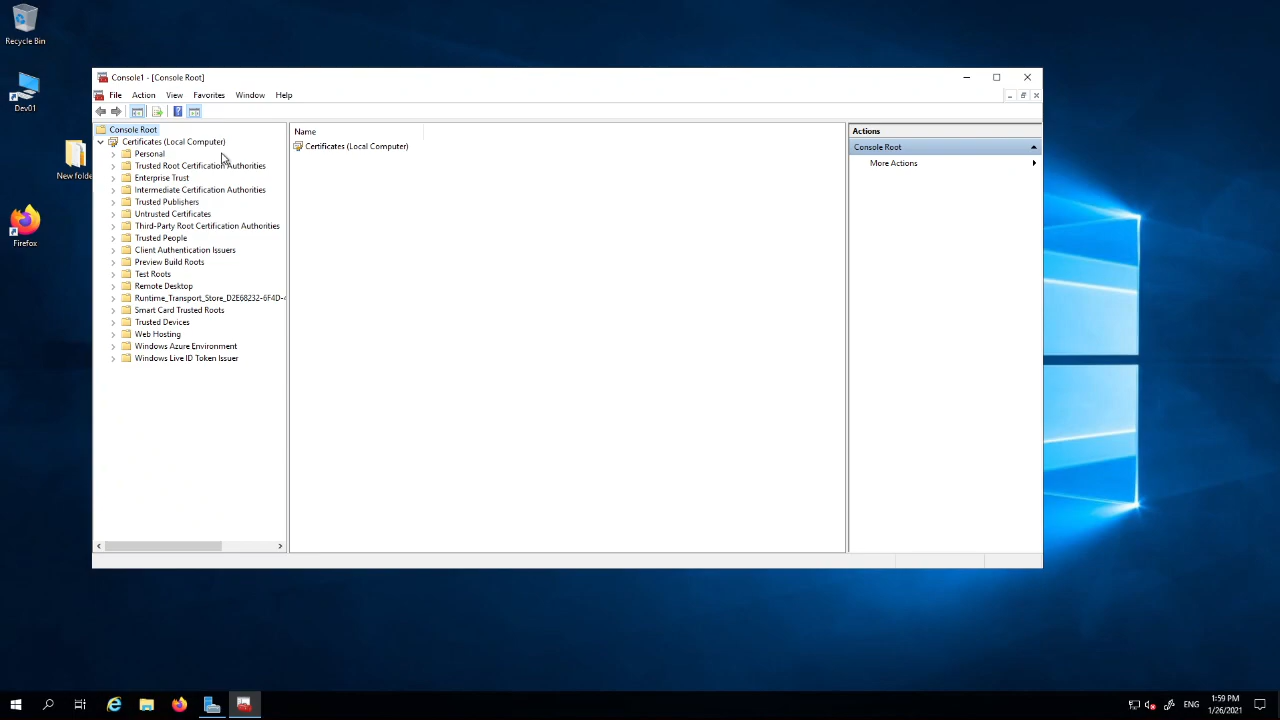 Recycle Bin
Dev01
New folde
Firefox
Console1 - [Console Root]
File Action View Favorites Window Help
Console Root
Certificates (Local Computer)
Personal
Trusted Root Certification Authorities
Enterprise Trust
Intermediate Certification Authorities
Trusted Publishers
Untrusted Certificates
Third-Party Root Certification Authorities
Trusted People
Client Authentication Issuers
Preview Build Roots
Test Roots
Remote Desktop
Runtime_Transport_Store_D2E68232-6F4D-4
Smart Card Trusted Roots
Trusted Devices
Web Hosting
Windows Azure Environment
Windows Live ID Token Issuer
Name
Certificates (Local Computer)
Actions
Console Root
More Actions
ENG
1:59 PM
1/26/2021